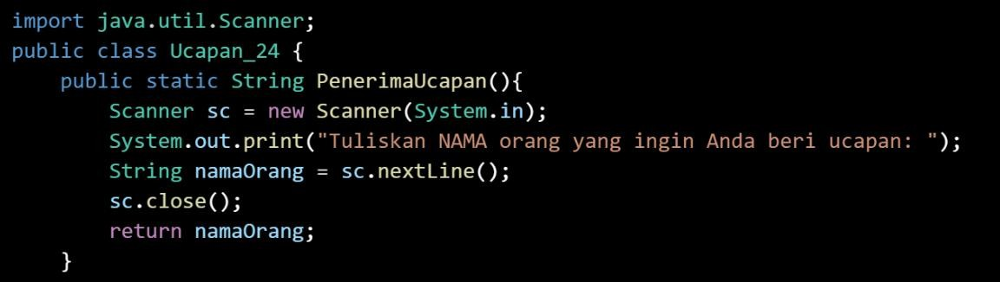 import java.util.Scanner;
public class Ucapan_24 {
    public static String PenerimaUcapan(){
        Scanner sc = new Scanner(System.in);
        System.out.print("Tuliskan NAMA orang yang ingin Anda beri ucapan: ");
        String namaOrang = sc.nextLine();
        sc.close();
        return namaOrang;
    }